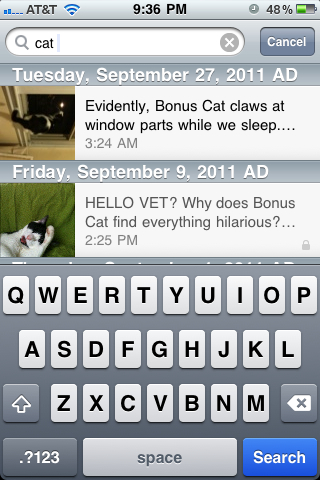 AT&T 9:36 PM 48%
cat Cancel
Tuesday, September 27, 2011 AD
Evidently, Bonus Cat claws at
window parts while we sleep....
3:24 AM
Friday, September 9, 2011 AD
HELLO VET? Why does Bonus
Cat find everything hilarious?...
2:25 PM
Q W E R T Y U I O P
A S D F G H J K L
Z X C V B N M
.?123 space Search